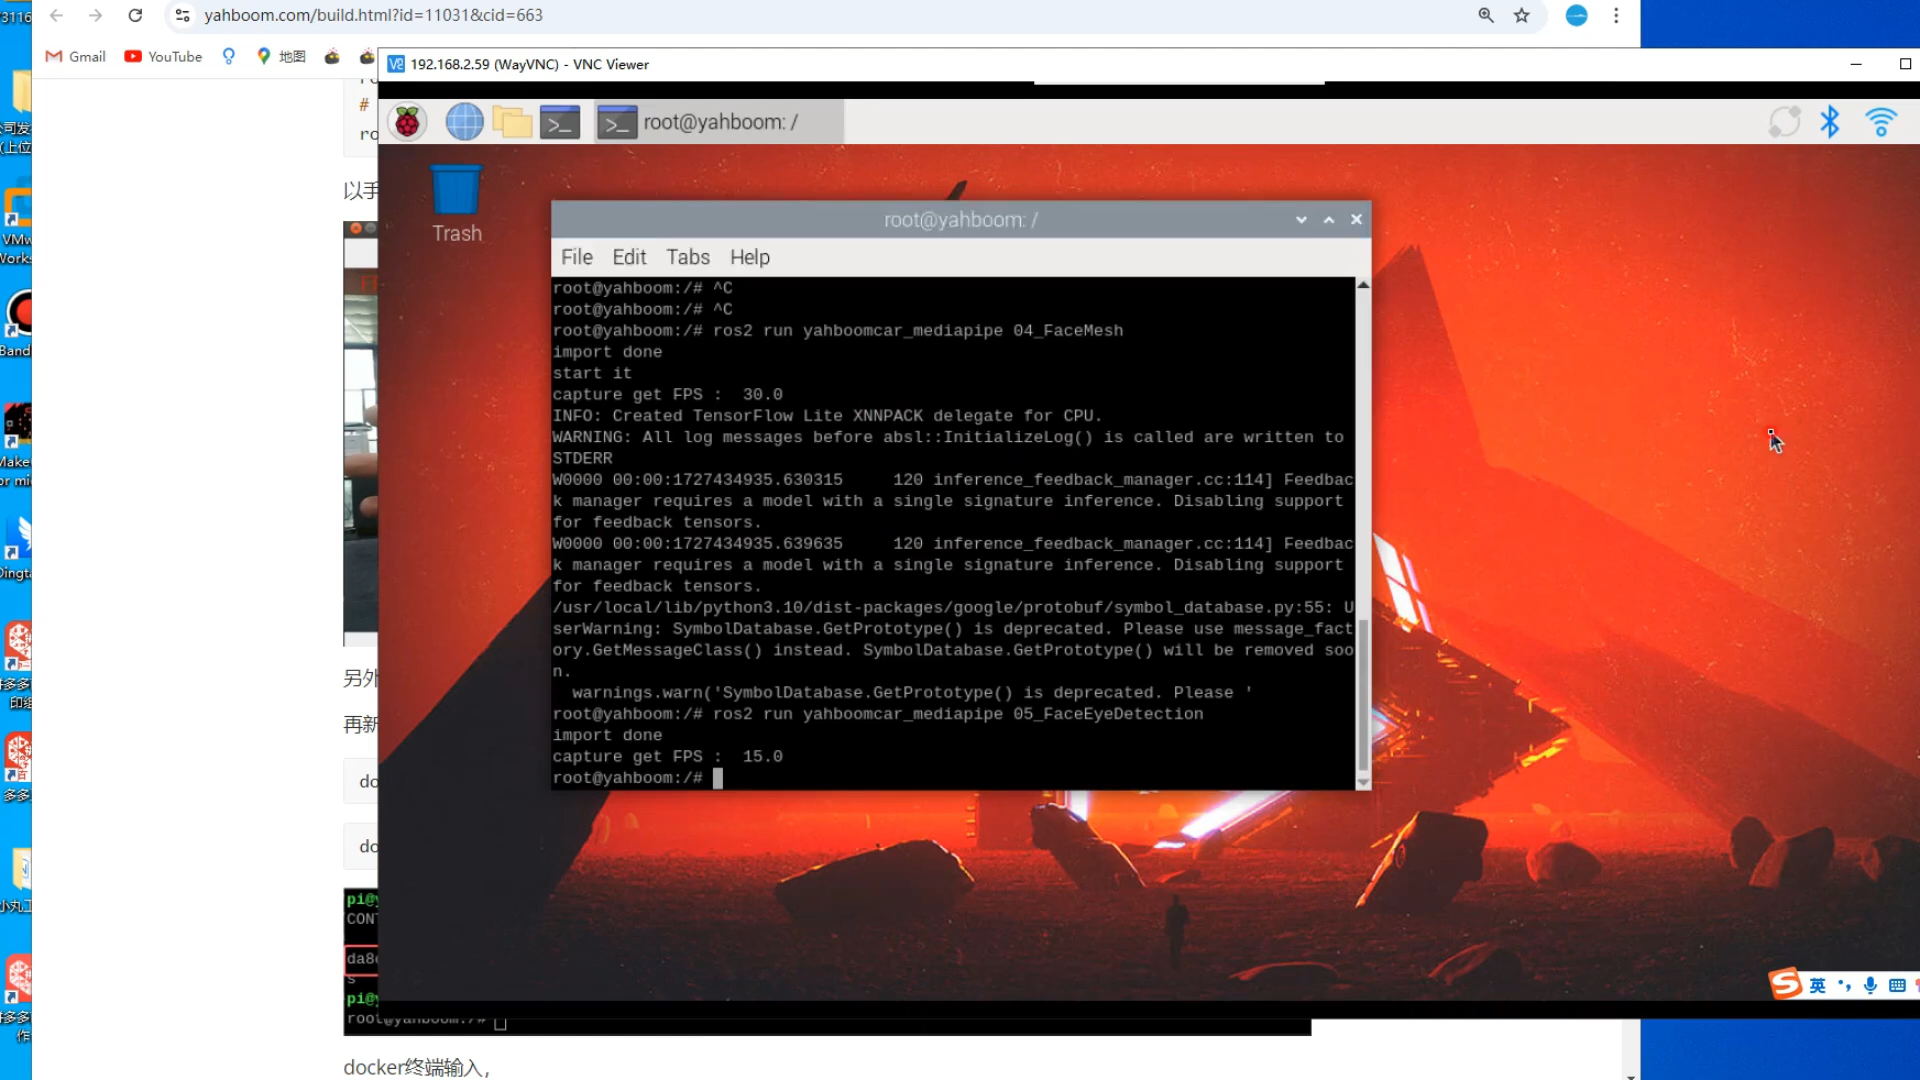 yahboom.com/build.html?id=11031&cid=663
Gmail
YouTube
地图
192.168.2.59 (WayVNC) - VNC Viewer
root@yahboom: /
Trash
root@yahboom: /
File Edit Tabs Help
root@yahboom:/# ^C
root@yahboom:/# ^C
root@yahboom:/# ros2 run yahboomcar_mediapipe 04_FaceMesh
import done
start it
capture get FPS :  30.0
INFO: Created TensorFlow Lite XNNPACK delegate for CPU.
WARNING: All log messages before absl::InitializeLog() is called are written to
STDERR
W0000 00:00:1727434935.630315     120 inference_feedback_manager.cc:114] Feedbac
k manager requires a model with a single signature inference. Disabling support
for feedback tensors.
W0000 00:00:1727434935.639635     120 inference_feedback_manager.cc:114] Feedbac
k manager requires a model with a single signature inference. Disabling support
for feedback tensors.
/usr/local/lib/python3.10/dist-packages/google/protobuf/symbol_database.py:55: U
serWarning: SymbolDatabase.GetPrototype() is deprecated. Please use message_fact
ory.GetMessageClass() instead. SymbolDatabase.GetPrototype() will be removed soo
n.
  warnings.warn('SymbolDatabase.GetPrototype() is deprecated. Please '
root@yahboom:/# ros2 run yahboomcar_mediapipe 05_FaceEyeDetection
import done
capture get FPS :  15.0
root@yahboom:/#
#
ro
以手
另外
再新
do
do
pi@y
CONT
da8
pi@y
root@yahboom:/#
docker终端输入,
英
VMw
Works
Band
Make
or mi
Dingta
多多